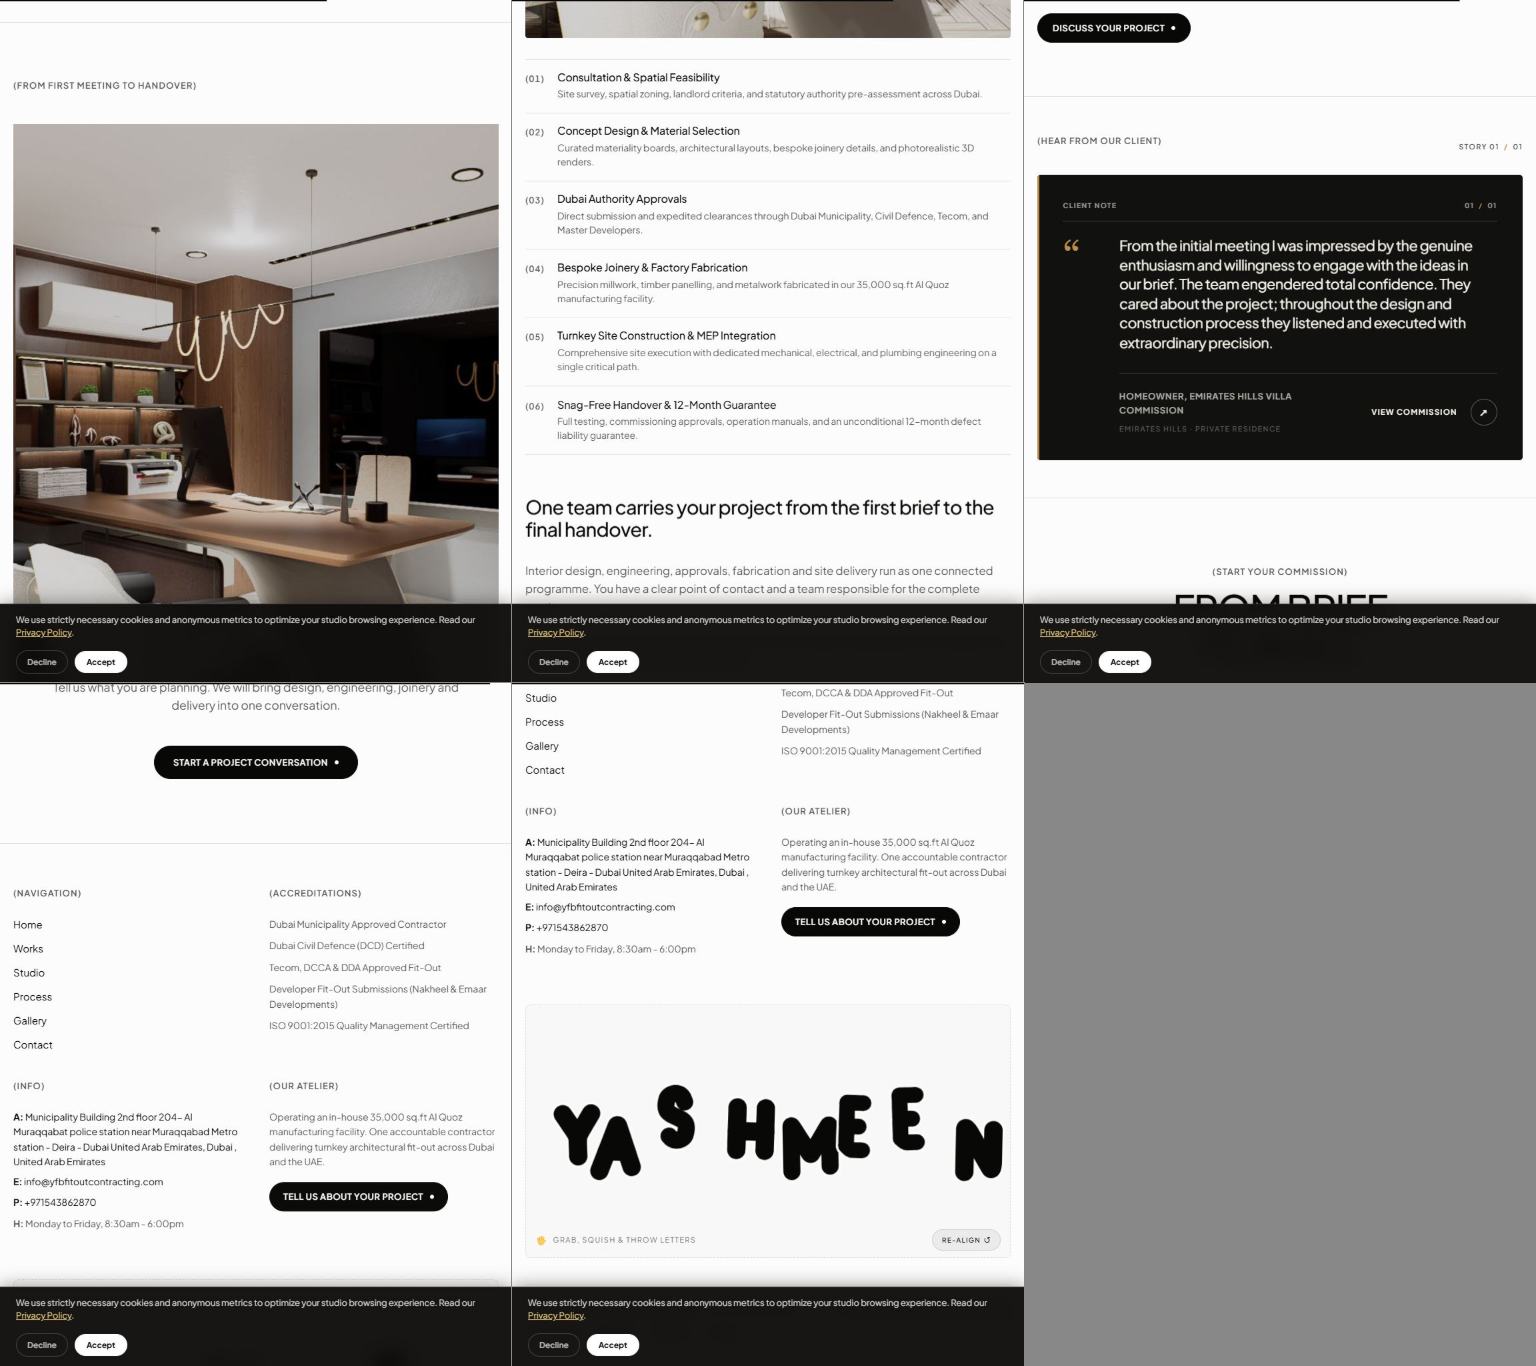 (FROM FIRST MEETING TO HANDOVER)
We use strictly necessary cookies and anonymous metrics to optimize your studio browsing experience. Read our
Privacy Policy.
Decline
Accept
(01)
Consultation & Spatial Feasibility
Site survey, spatial zoning, landlord criteria, and statutory authority pre-assessment across Dubai.
(02)
Concept Design & Material Selection
Curated materiality boards, architectural layouts, bespoke joinery details, and photorealistic 3D
renders.
(03)
Dubai Authority Approvals
Direct submission and expedited clearances through Dubai Municipality, Civil Defence, Tecom, and
Master Developers.
(04)
Bespoke Joinery & Factory Fabrication
Precision millwork, timber panelling, and metalwork fabricated in our 35,000 sq.ft Al Quoz
manufacturing facility.
(05)
Turnkey Site Construction & MEP Integration
Comprehensive site execution with dedicated mechanical, electrical, and plumbing engineering on a
single critical path.
(06)
Snag-Free Handover & 12-Month Guarantee
Full testing, commissioning approvals, operation manuals, and an unconditional 12-month defect
liability guarantee.
One team carries your project from the first brief to the
final handover.
Interior design, engineering, approvals, fabrication and site delivery run as one connected
programme. You have a clear point of contact and a team responsible for the complete
We use strictly necessary cookies and anonymous metrics to optimize your studio browsing experience. Read our
Privacy Policy.
Decline
Accept
DISCUSS YOUR PROJECT •
(HEAR FROM OUR CLIENT)
STORY 01 / 01
CLIENT NOTE
01 / 01
“
From the initial meeting I was impressed by the genuine
enthusiasm and willingness to engage with the ideas in
our brief. The team engendered total confidence. They
cared about the project; throughout the design and
construction process they listened and executed with
extraordinary precision.
HOMEOWNER, EMIRATES HILLS VILLA
COMMISSION
EMIRATES HILLS · PRIVATE RESIDENCE
VIEW COMMISSION ↗
(START YOUR COMMISSION)
FROM BRIEF
We use strictly necessary cookies and anonymous metrics to optimize your studio browsing experience. Read our
Privacy Policy.
Decline
Accept
Tell us what you are planning. We will bring design, engineering, joinery and
delivery into one conversation.
START A PROJECT CONVERSATION •
(NAVIGATION)
Home
Works
Studio
Process
Gallery
Contact
(ACCREDITATIONS)
Dubai Municipality Approved Contractor
Dubai Civil Defence (DCD) Certified
Tecom, DCCA & DDA Approved Fit-Out
Developer Fit-Out Submissions (Nakheel & Emaar
Developments)
ISO 9001:2015 Quality Management Certified
(INFO)
A: Municipality Building 2nd floor 204– Al
Muraqqabat police station near Muraqqabad Metro
station - Deira - Dubai United Arab Emirates, Dubai ,
United Arab Emirates
E: info@yfbfitoutcontracting.com
P: +971543862870
H: Monday to Friday, 8:30am - 6:00pm
(OUR ATELIER)
Operating an in-house 35,000 sq.ft Al Quoz
manufacturing facility. One accountable contractor
delivering turnkey architectural fit-out across Dubai
and the UAE.
TELL US ABOUT YOUR PROJECT •
We use strictly necessary cookies and anonymous metrics to optimize your studio browsing experience. Read our
Privacy Policy.
Decline
Accept
Studio
Process
Gallery
Contact
Tecom, DCCA & DDA Approved Fit-Out
Developer Fit-Out Submissions (Nakheel & Emaar
Developments)
ISO 9001:2015 Quality Management Certified
(INFO)
A: Municipality Building 2nd floor 204– Al
Muraqqabat police station near Muraqqabad Metro
station - Deira - Dubai United Arab Emirates, Dubai ,
United Arab Emirates
E: info@yfbfitoutcontracting.com
P: +971543862870
H: Monday to Friday, 8:30am - 6:00pm
(OUR ATELIER)
Operating an in-house 35,000 sq.ft Al Quoz
manufacturing facility. One accountable contractor
delivering turnkey architectural fit-out across Dubai
and the UAE.
TELL US ABOUT YOUR PROJECT •
YASHMEEN
GRAB, SQUISH & THROW LETTERS
RE-ALIGN ↺
We use strictly necessary cookies and anonymous metrics to optimize your studio browsing experience. Read our
Privacy Policy.
Decline
Accept